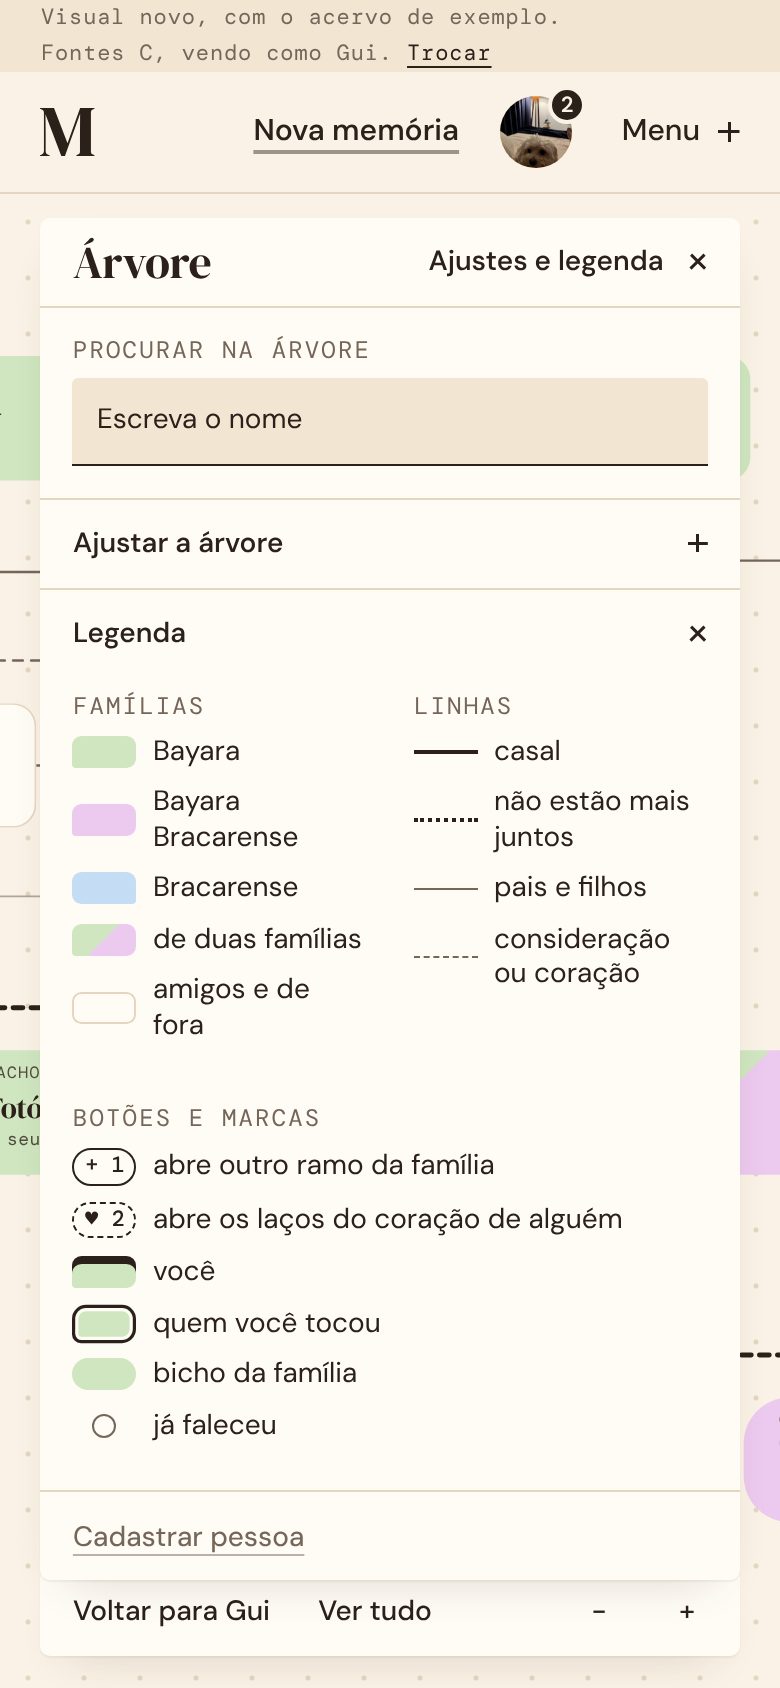 Visual novo, com o acervo de exemplo.
Fontes C, vendo como Gui. Trocar
M
Nova memória
2
Menu +
Árvore
Ajustes e legenda ×
PROCURAR NA ÁRVORE
Escreva o nome
Ajustar a árvore +
Legenda ×
FAMÍLIAS
Bayara
Bayara
Bracarense
Bracarense
de duas famílias
amigos e de
fora
LINHAS
casal
não estão mais
juntos
pais e filhos
consideração
ou coração
BOTÕES E MARCAS
+ 1 abre outro ramo da família
♥ 2 abre os laços do coração de alguém
você
quem você tocou
bicho da família
já faleceu
seu
Cadastrar pessoa
Voltar para Gui Ver tudo - +